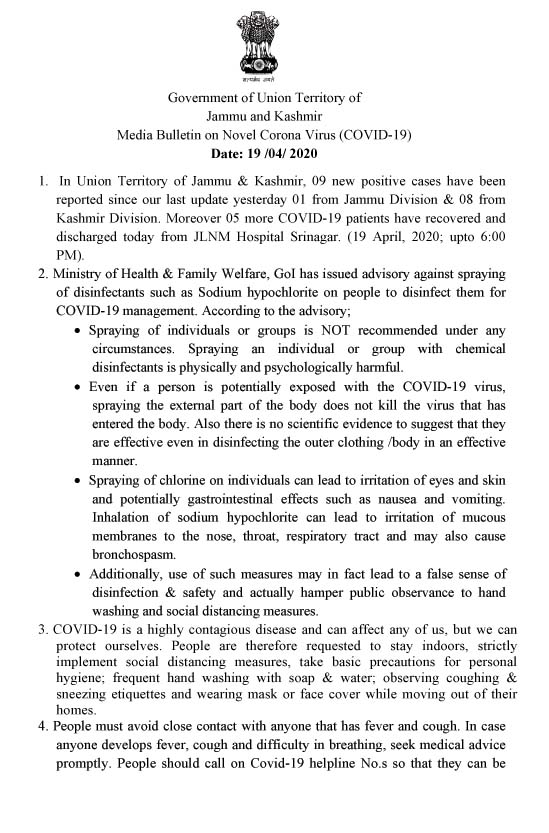 सत्यमेव जयते
Government of Union Territory of
Jammu and Kashmir
Media Bulletin on Novel Corona Virus (COVID-19)
Date: 19 /04/ 2020
1. In Union Territory of Jammu & Kashmir, 09 new positive cases have been
reported since our last update yesterday 01 from Jammu Division & 08 from
Kashmir Division. Moreover 05 more COVID-19 patients have recovered and
discharged today from JLNM Hospital Srinagar. (19 April, 2020; upto 6:00
PM).
2. Ministry of Health & Family Welfare, GoI has issued advisory against spraying
of disinfectants such as Sodium hypochlorite on people to disinfect them for
COVID-19 management. According to the advisory;
• Spraying of individuals or groups is NOT recommended under any
circumstances. Spraying an individual or group with chemical
disinfectants is physically and psychologically harmful.
• Even if a person is potentially exposed with the COVID-19 virus,
spraying the external part of the body does not kill the virus that has
entered the body. Also there is no scientific evidence to suggest that they
are effective even in disinfecting the outer clothing /body in an effective
manner.
• Spraying of chlorine on individuals can lead to irritation of eyes and skin
and potentially gastrointestinal effects such as nausea and vomiting.
Inhalation of sodium hypochlorite can lead to irritation of mucous
membranes to the nose, throat, respiratory tract and may also cause
bronchospasm.
• Additionally, use of such measures may in fact lead to a false sense of
disinfection & safety and actually hamper public observance to hand
washing and social distancing measures.
3. COVID-19 is a highly contagious disease and can affect any of us, but we can
protect ourselves. People are therefore requested to stay indoors, strictly
implement social distancing measures, take basic precautions for personal
hygiene; frequent hand washing with soap & water; observing coughing &
sneezing etiquettes and wearing mask or face cover while moving out of their
homes.
4. People must avoid close contact with anyone that has fever and cough. In case
anyone develops fever, cough and difficulty in breathing, seek medical advice
promptly. People should call on Covid-19 helpline No.s so that they can be